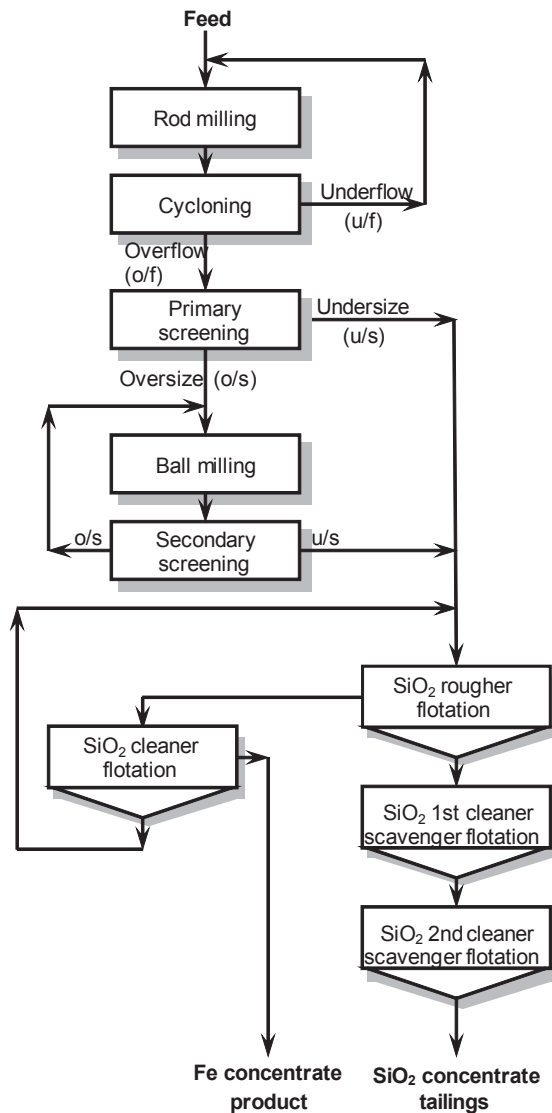 Feed
Rod milling
Cycloning
Underflow
(u/f)
Overflow
(o/f)
Primary
screening
Undersize
(u/s)
Oversize (o/s)
Ball milling
o/s
Secondary
screening
u/s
SiO₂ rougher
flotation
SiO₂ cleaner
flotation
SiO₂ 1st cleaner
scavenger flotation
SiO₂ 2nd cleaner
scavenger flotation
Fe concentrate
product
SiO₂ concentrate
tailings